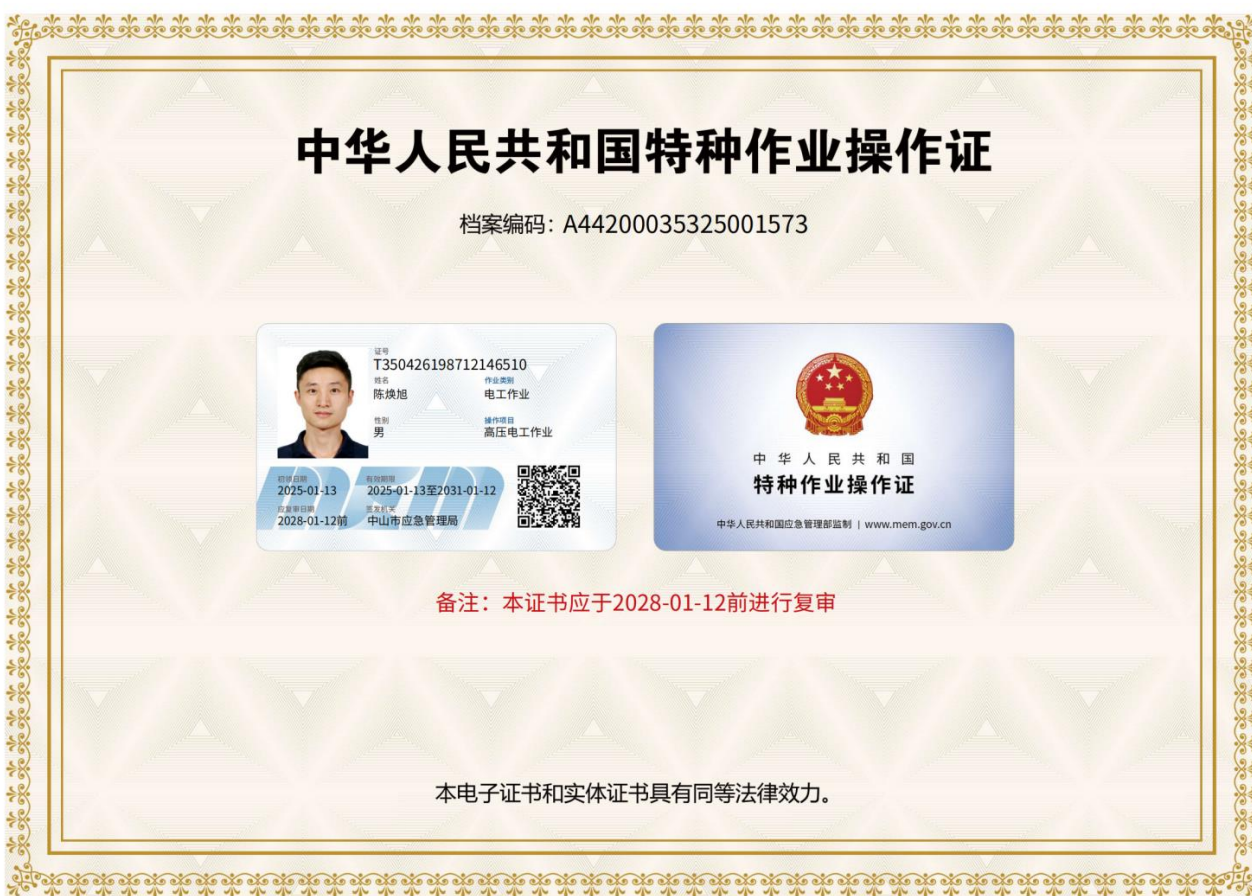 中华人民共和国特种作业操作证
档案编码：A44200035325001573
证号
T350426198712146510
姓名
陈焕旭
作业类别
电工作业
性别
男
操作项目
高压电工作业
初领日期
2025-01-13
有效期限
2025-01-13至2031-01-12
应复审日期
2028-01-12前
签发机关
中山市应急管理局
中华人民共和国
特种作业操作证
中华人民共和国应急管理部监制 | www.mem.gov.cn
备注：本证书应于2028-01-12前进行复审
本电子证书和实体证书具有同等法律效力。